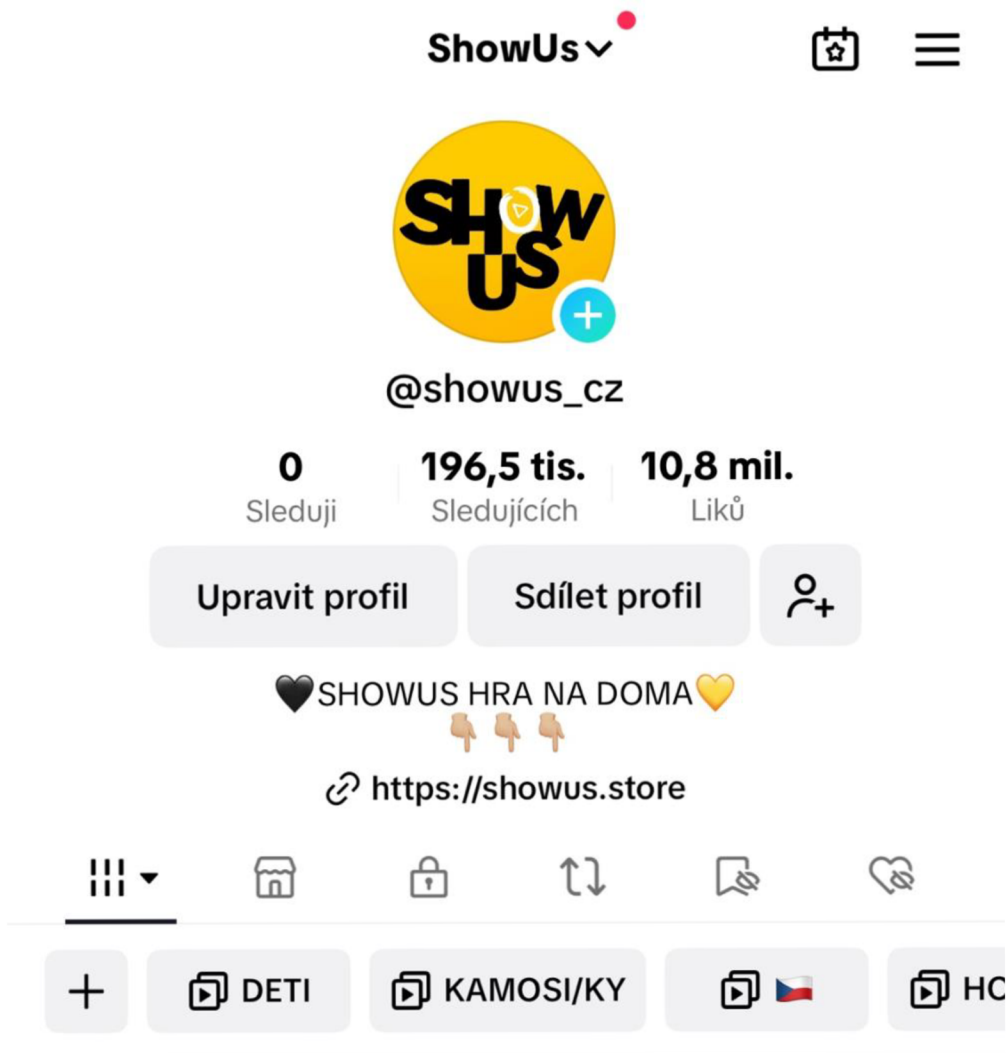 ShowUs
SHOW
US
@showus_cz
0 196,5 tis. 10,8 mil.
Sleduji Sledujících Liků
Upravit profil Sdílet profil
🖤SHOWUS HRA NA DOMA💛
👇🏼👇🏼👇🏼
https://showus.store
DETI KAMOSI/KY 🇨🇿 HO